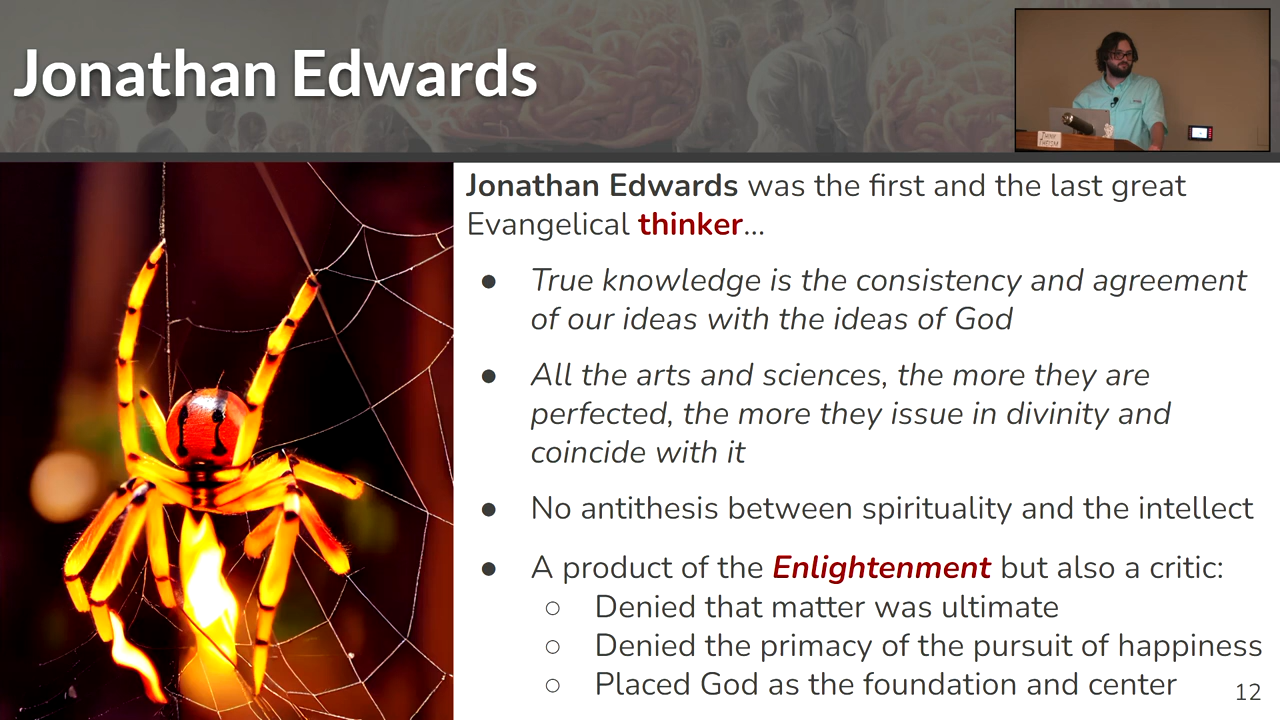 Jonathan Edwards
Jonathan Edwards was the first and the last great
Evangelical thinker...
● True knowledge is the consistency and agreement
of our ideas with the ideas of God
● All the arts and sciences, the more they are
perfected, the more they issue in divinity and
coincide with it
● No antithesis between spirituality and the intellect
● A product of the Enlightenment but also a critic:
○ Denied that matter was ultimate
○ Denied the primacy of the pursuit of happiness
○ Placed God as the foundation and center
12